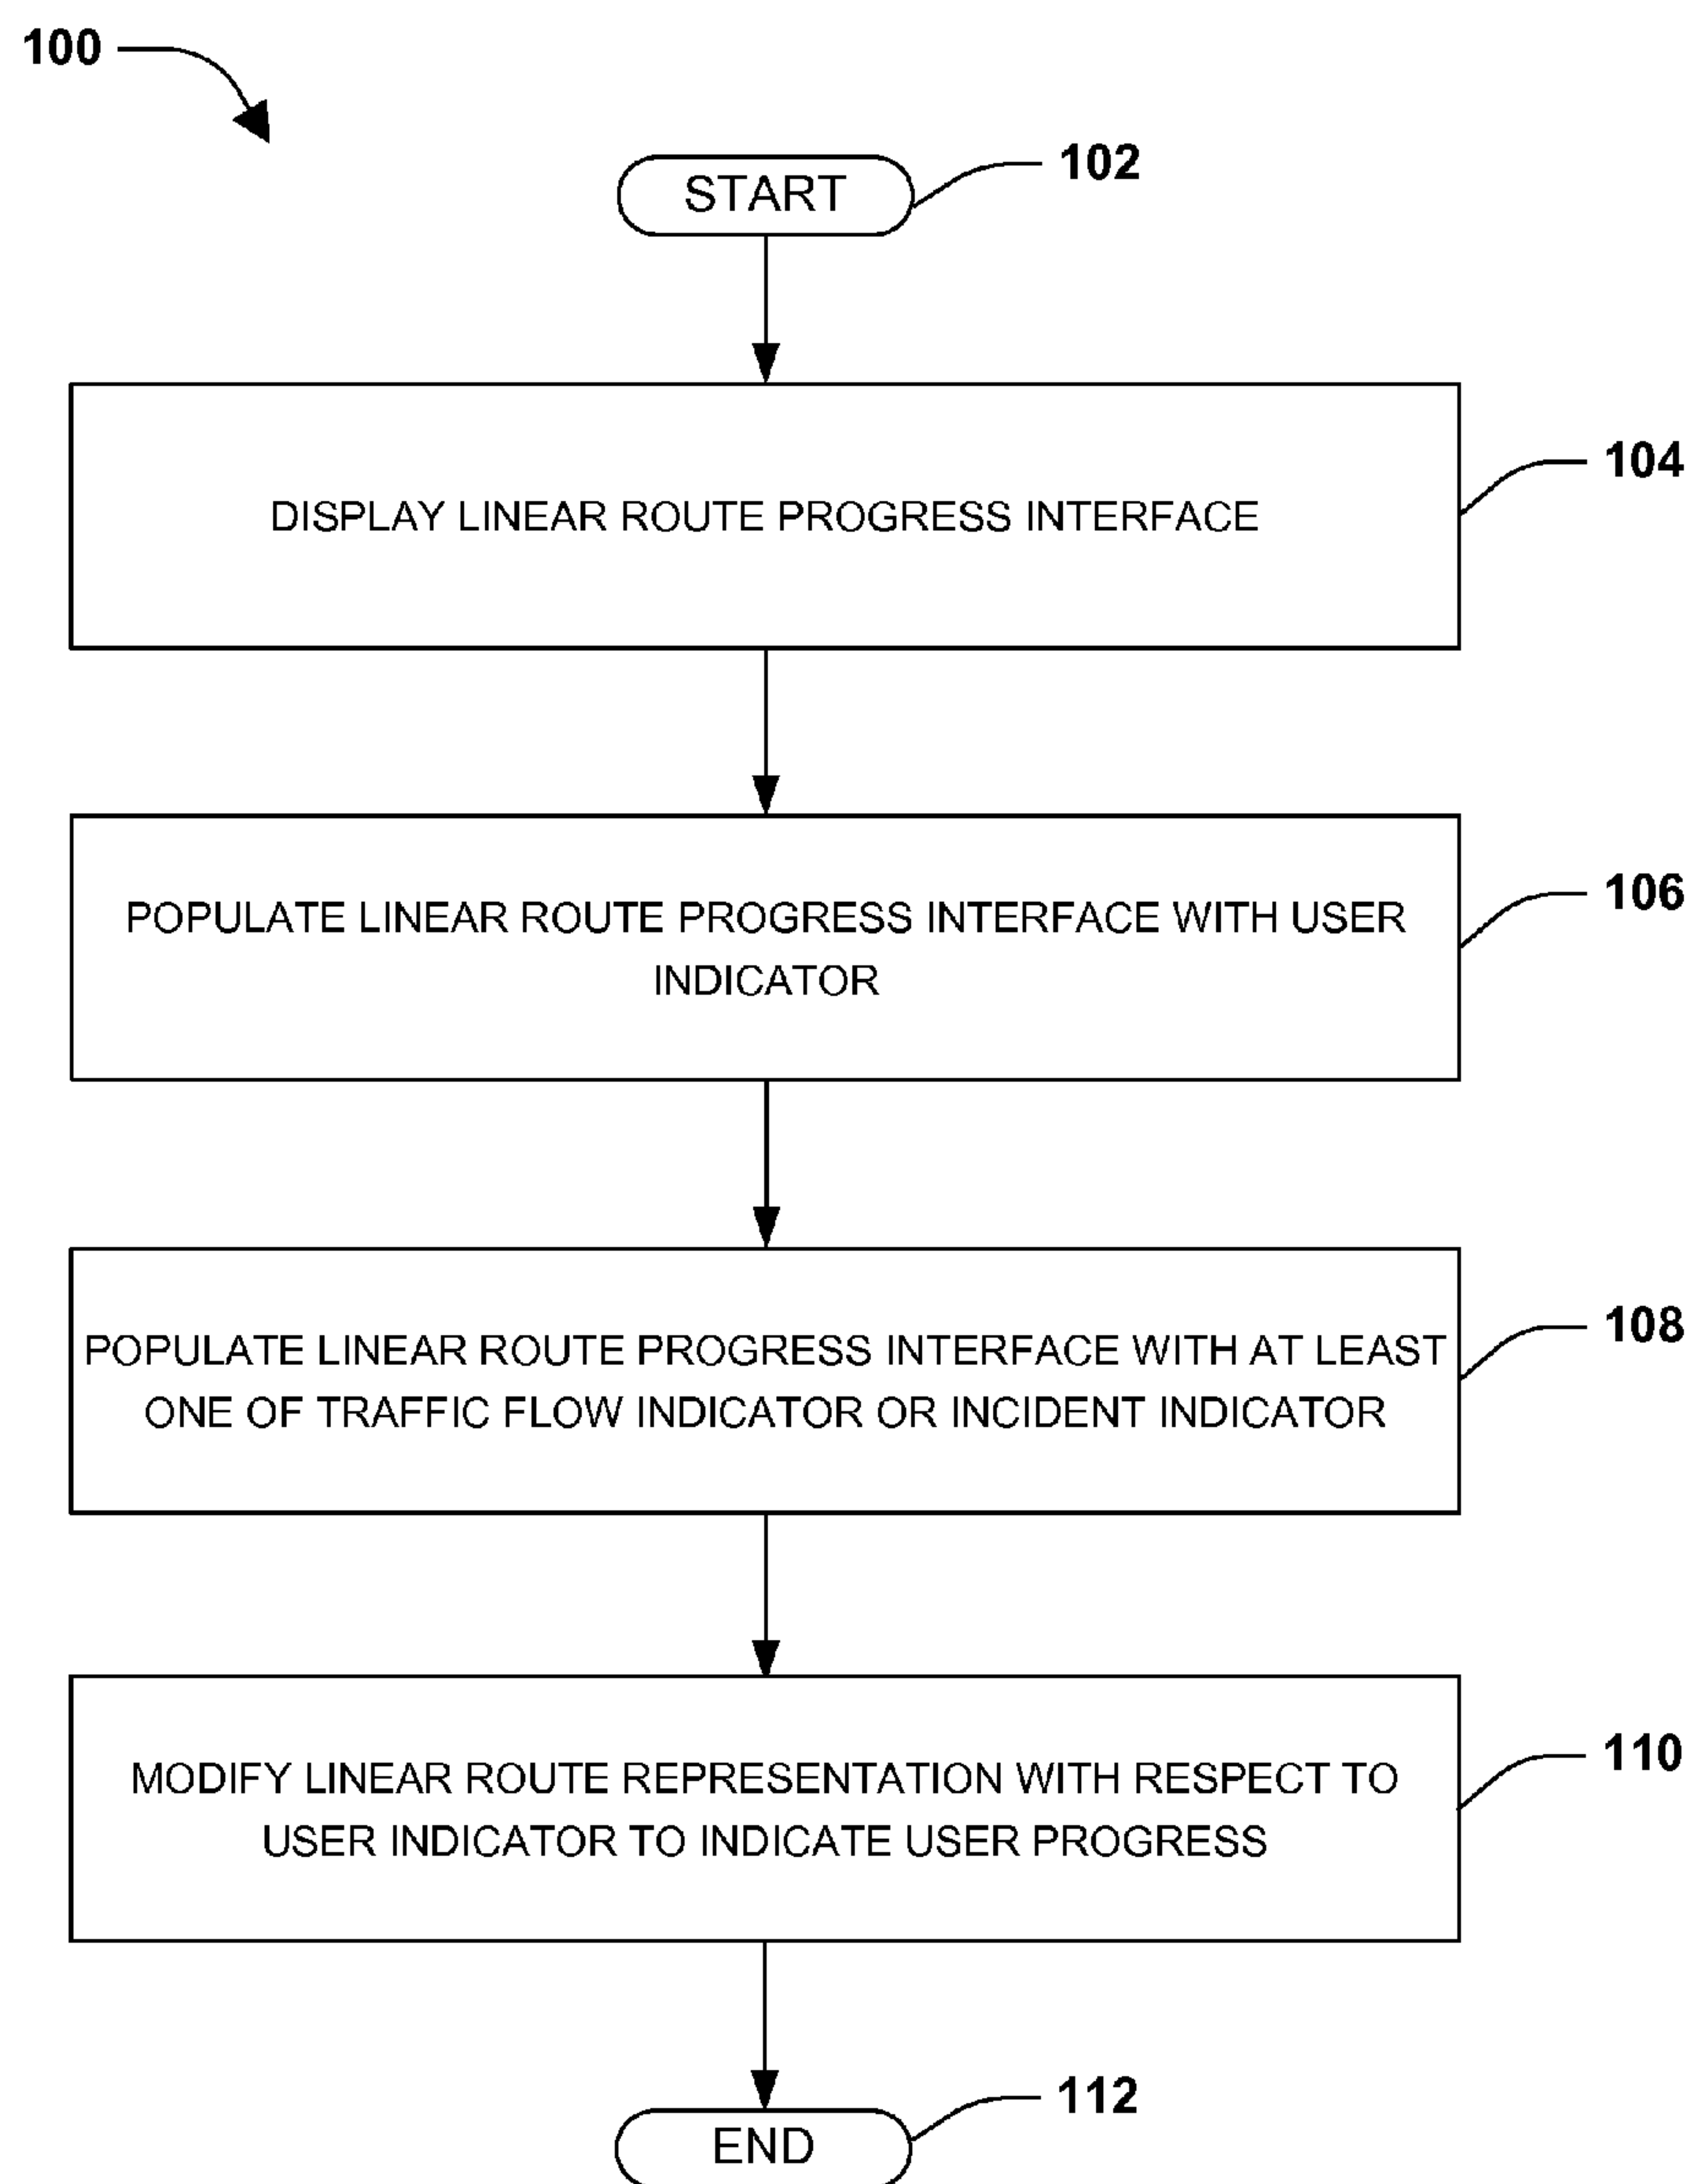 100
START
102
DISPLAY LINEAR ROUTE PROGRESS INTERFACE
104
POPULATE LINEAR ROUTE PROGRESS INTERFACE WITH USER
INDICATOR
106
POPULATE LINEAR ROUTE PROGRESS INTERFACE WITH AT LEAST
ONE OF TRAFFIC FLOW INDICATOR OR INCIDENT INDICATOR
108
MODIFY LINEAR ROUTE REPRESENTATION WITH RESPECT TO
USER INDICATOR TO INDICATE USER PROGRESS
110
END
112